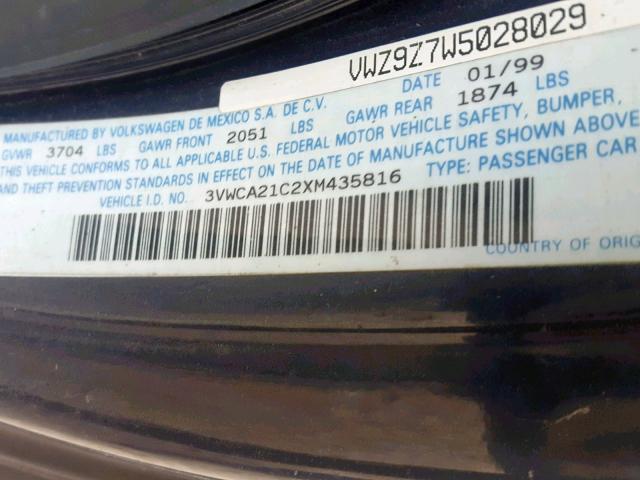 VWZ9Z7W5028029
MANUFACTURED BY VOLKSWAGEN DE MEXICO S.A. DE C.V. DATE 01/99
GVWR 3704 LBS GAWR FRONT 2051 LBS GAWR REAR 1874 LBS
THIS VEHICLE CONFORMS TO ALL APPLICABLE U.S. FEDERAL MOTOR VEHICLE SAFETY, BUMPER,
AND THEFT PREVENTION STANDARDS IN EFFECT ON THE DATE OF MANUFACTURE SHOWN ABOVE
VEHICLE I.D. NO. 3VWCA21C2XM435816 TYPE: PASSENGER CAR
3
COUNTRY OF ORIG